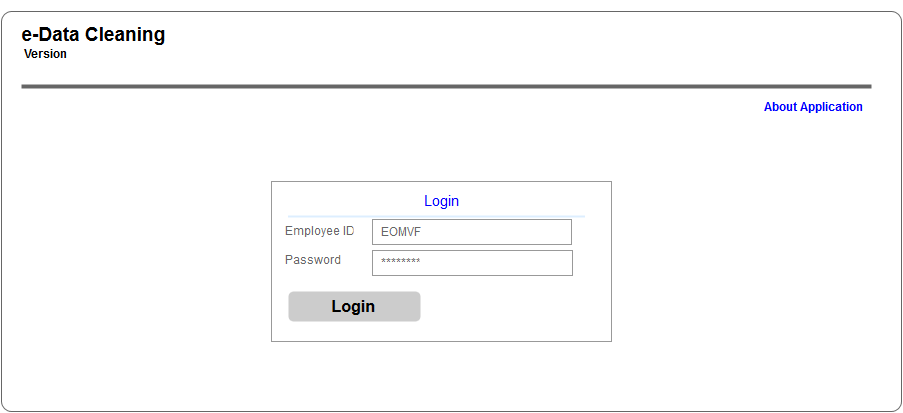 e-Data Cleaning
Version
About Application
Login
Employee ID EOMVF
Password ********
Login